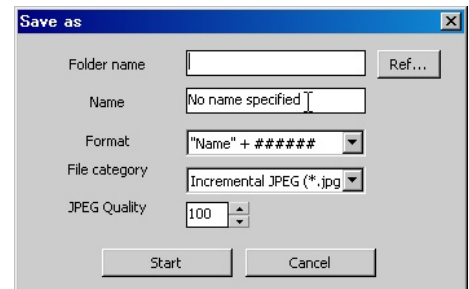 Save as
Folder name
Ref...
Name
No name specified
Format
"Name" + ######
File category
Incremental JPEG (*.jpg
JPEG Quality
100
Start
Cancel